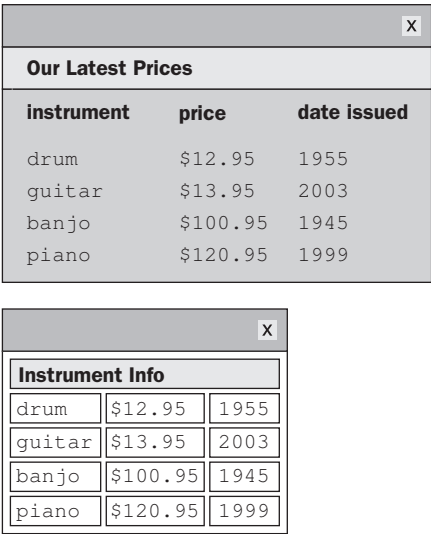 X
Our Latest Prices
instrument price date issued
drum $12.95 1955
guitar $13.95 2003
banjo $100.95 1945
piano $120.95 1999
X
Instrument Info
drum $12.95 1955
guitar $13.95 2003
banjo $100.95 1945
piano $120.95 1999